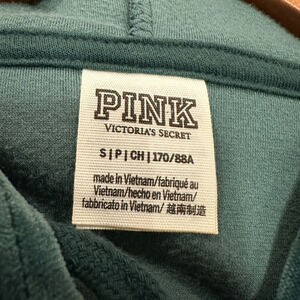 PINK
VICTORIA'S SECRET
S | P | CH | 170/88A
made in Vietnam/fabriqué au
Vietnam/hecho en Vietnam/
fabbricato in Vietnam/ 越南制造